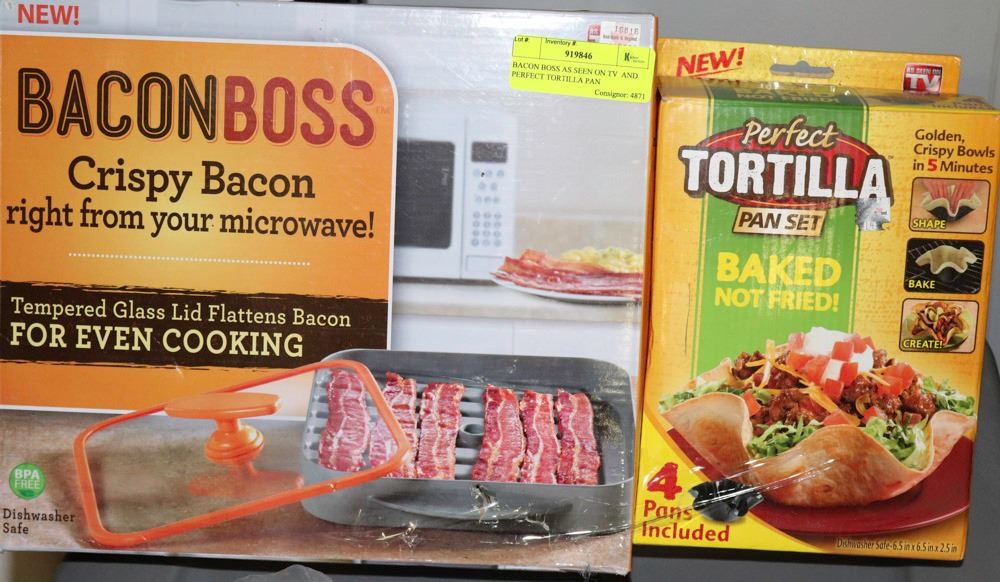 NEW!
BACONBOSS™
Crispy Bacon
right from your microwave!
Tempered Glass Lid Flattens Bacon
FOR EVEN COOKING
BPA
FREE
Dishwasher
Safe
Lot #:
Inventory #:
919846
BACON BOSS AS SEEN ON TV AND
PERFECT TORTILLA PAN
Consignor: 4871
NEW!
AS SEEN ON
TV
Perfect
TORTILLA
PAN SET
BAKED
NOT FRIED!
Golden,
Crispy Bowls
in 5 Minutes
SHAPE
BAKE
CREATE!
4
Pans
Included
Dishwasher Safe-6.5 in x 6.5 in x 2.5 in